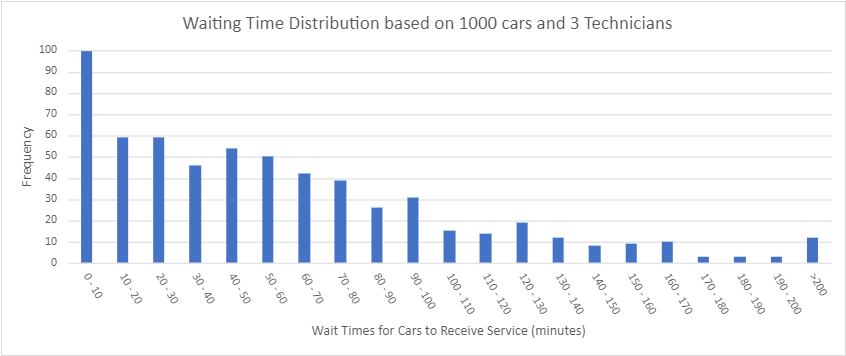 Waiting Time Distribution based on 1000 cars and 3 Technicians
Frequency
100
90
80
70
60
50
40
30
20
10
0
0 - 10
10 - 20
20 - 30
30 - 40
40 - 50
50 - 60
60 - 70
70 - 80
80 - 90
90 - 100
100 - 110
110 - 120
120 - 130
130 - 140
140 - 150
150 - 160
160 - 170
170 - 180
180 - 190
190 - 200
>200
Wait Times for Cars to Receive Service (minutes)